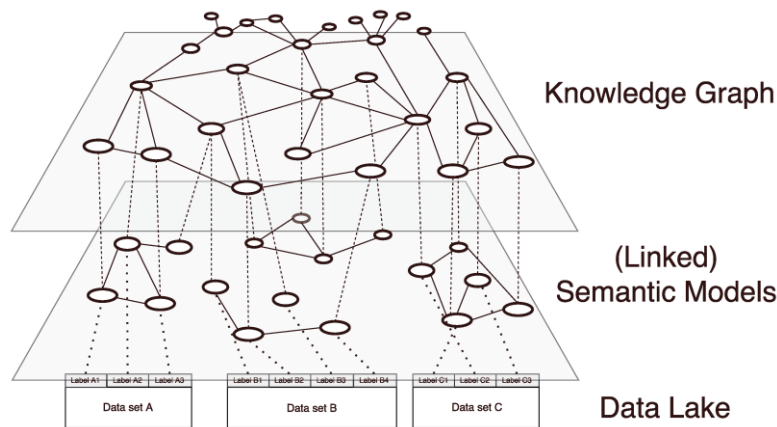 Knowledge Graph
(Linked)
Semantic Models
Label A1 Label A2 Label A3
Label B1 Label B2 Label B3 Label B4
Label C1 Label C2 Label C3
Data set A
Data set B
Data set C
Data Lake